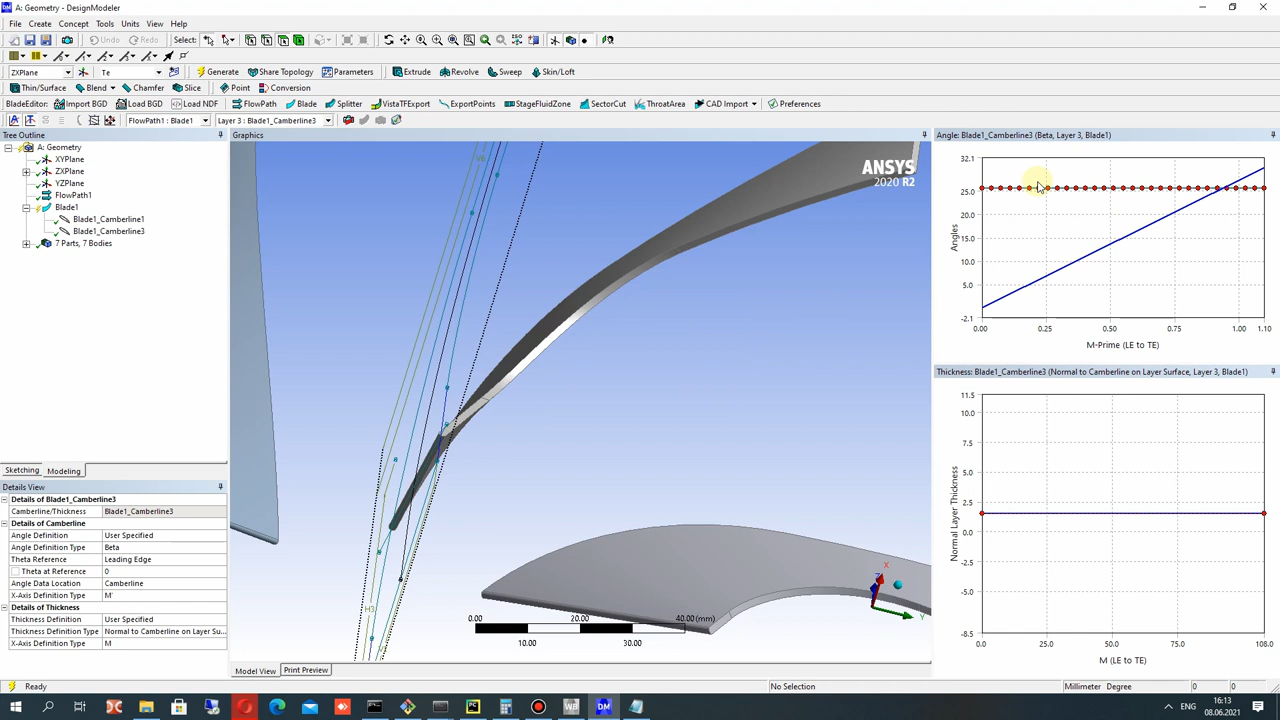 A: Geometry - DesignModeler
File Create Concept Tools Units View Help
Undo Redo Select:
ZXPlane Te Generate Share Topology Parameters Extrude Revolve Sweep Skin/Loft
Thin/Surface Blend Chamfer Slice Point Conversion
BladeEditor: Import BGD Load BGD Load NDF FlowPath Blade Splitter VistaTFExport ExportPoints StageFluidZone SectorCut ThroatArea CAD Import Preferences
FlowPath1 : Blade1 Layer 3 : Blade1_Camberline3
Tree Outline
A: Geometry
XYPlane
ZXPlane
YZPlane
FlowPath1
Blade1
Blade1_Camberline1
Blade1_Camberline3
7 Parts, 7 Bodies
Sketching Modeling
Details View
Details of Blade1_Camberline3
Camberline/Thickness Blade1_Camberline3
Details of Camberline
Angle Definition User Specified
Angle Definition Type Beta
Theta Reference Leading Edge
Theta at Reference 0
Angle Data Location Camberline
X-Axis Definition Type M'
Details of Thickness
Thickness Definition User Specified
Thickness Definition Type Normal to Camberline on Layer Su...
X-Axis Definition Type M
Graphics
ANSYS
2020 R2
H3
0.00 20.00 40.00 (mm)
10.00 30.00
X
Y
Z
Model View Print Preview
Angle: Blade1_Camberline3 (Beta, Layer 3, Blade1)
32.1
25.0
20.0
15.0
10.0
5.0
-2.1
Angles
0.00 0.25 0.50 0.75 1.00 1.10
M-Prime (LE to TE)
Thickness: Blade1_Camberline3 (Normal to Camberline on Layer Surface, Layer 3, Blade1)
11.5
10.0
7.5
5.0
2.5
0.0
-2.5
-5.0
-8.5
Normal Layer Thickness
0.0 25.0 50.0 75.0 108.0
M (LE to TE)
Ready No Selection Millimeter Degree 0 0
ENG 16:13
08.06.2021